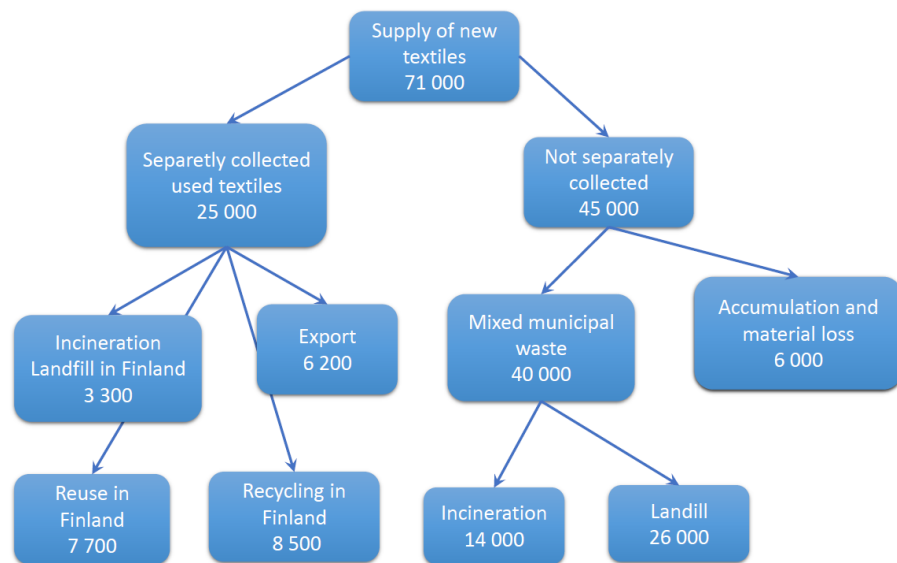 Supply of new
textiles
71 000
Separetly collected
used textiles
25 000
Not separately
collected
45 000
Incineration
Landfill in Finland
3 300
Export
6 200
Mixed municipal
waste
40 000
Accumulation and
material loss
6 000
Reuse in
Finland
7 700
Recycling in
Finland
8 500
Incineration
14 000
Landill
26 000